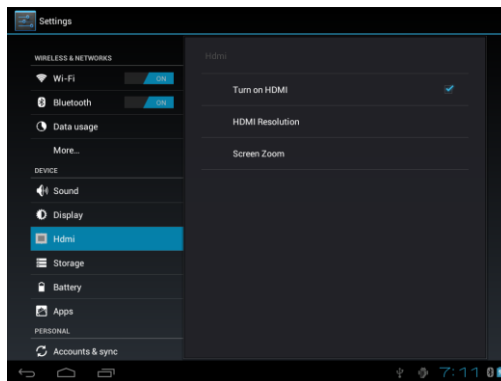 Settings
WIRELESS & NETWORKS
Wi-Fi ON
Bluetooth ON
Data usage
More...
DEVICE
Sound
Display
Hdmi
Storage
Battery
Apps
PERSONAL
Accounts & sync
Hdmi
Turn on HDMI
HDMI Resolution
Screen Zoom
7:11